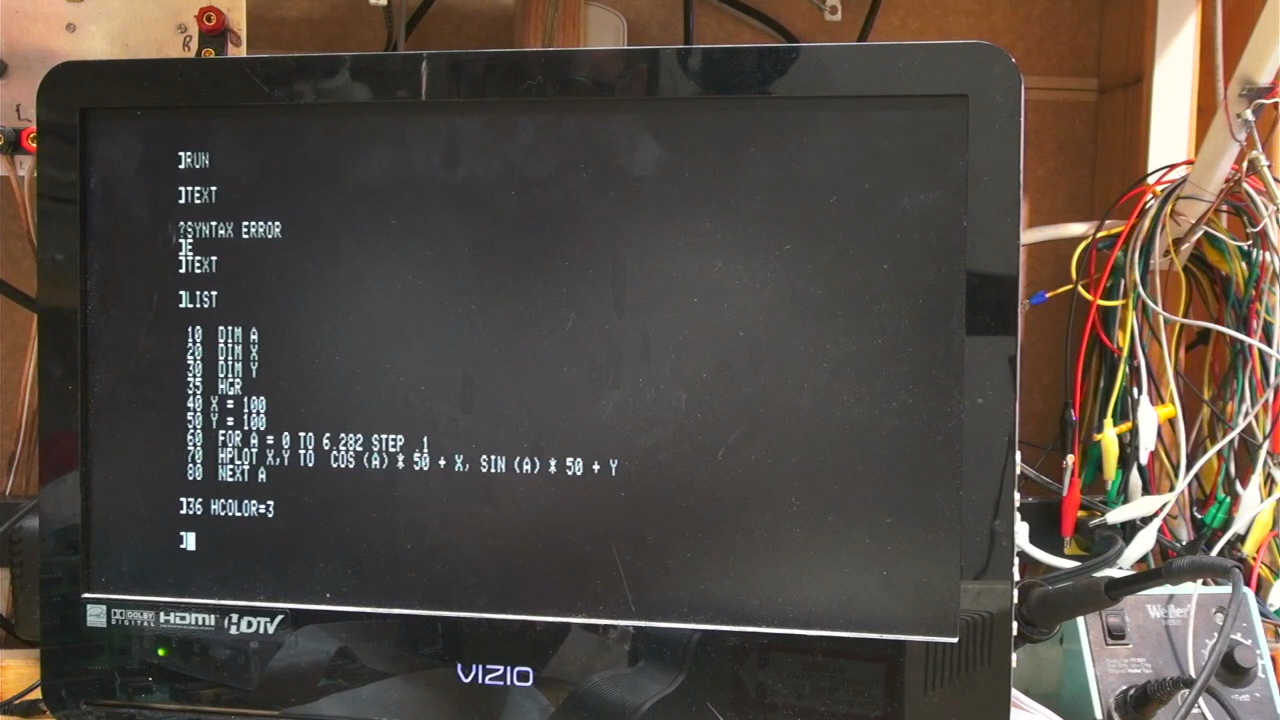 R
L
]RUN
]TEXT
?SYNTAX ERROR
]E
]TEXT
]LIST
10 DIM A
20 DIM X
30 DIM Y
35 HGR
40 X = 100
50 Y = 100
60 FOR A = 0 TO 6.282 STEP .1
70 HPLOT X,Y TO COS (A) * 50 + X, SIN (A) * 50 + Y
80 NEXT A
]36 HCOLOR=3
]
DOLBY DIGITAL HDMI HDTV
VIZIO
Weller